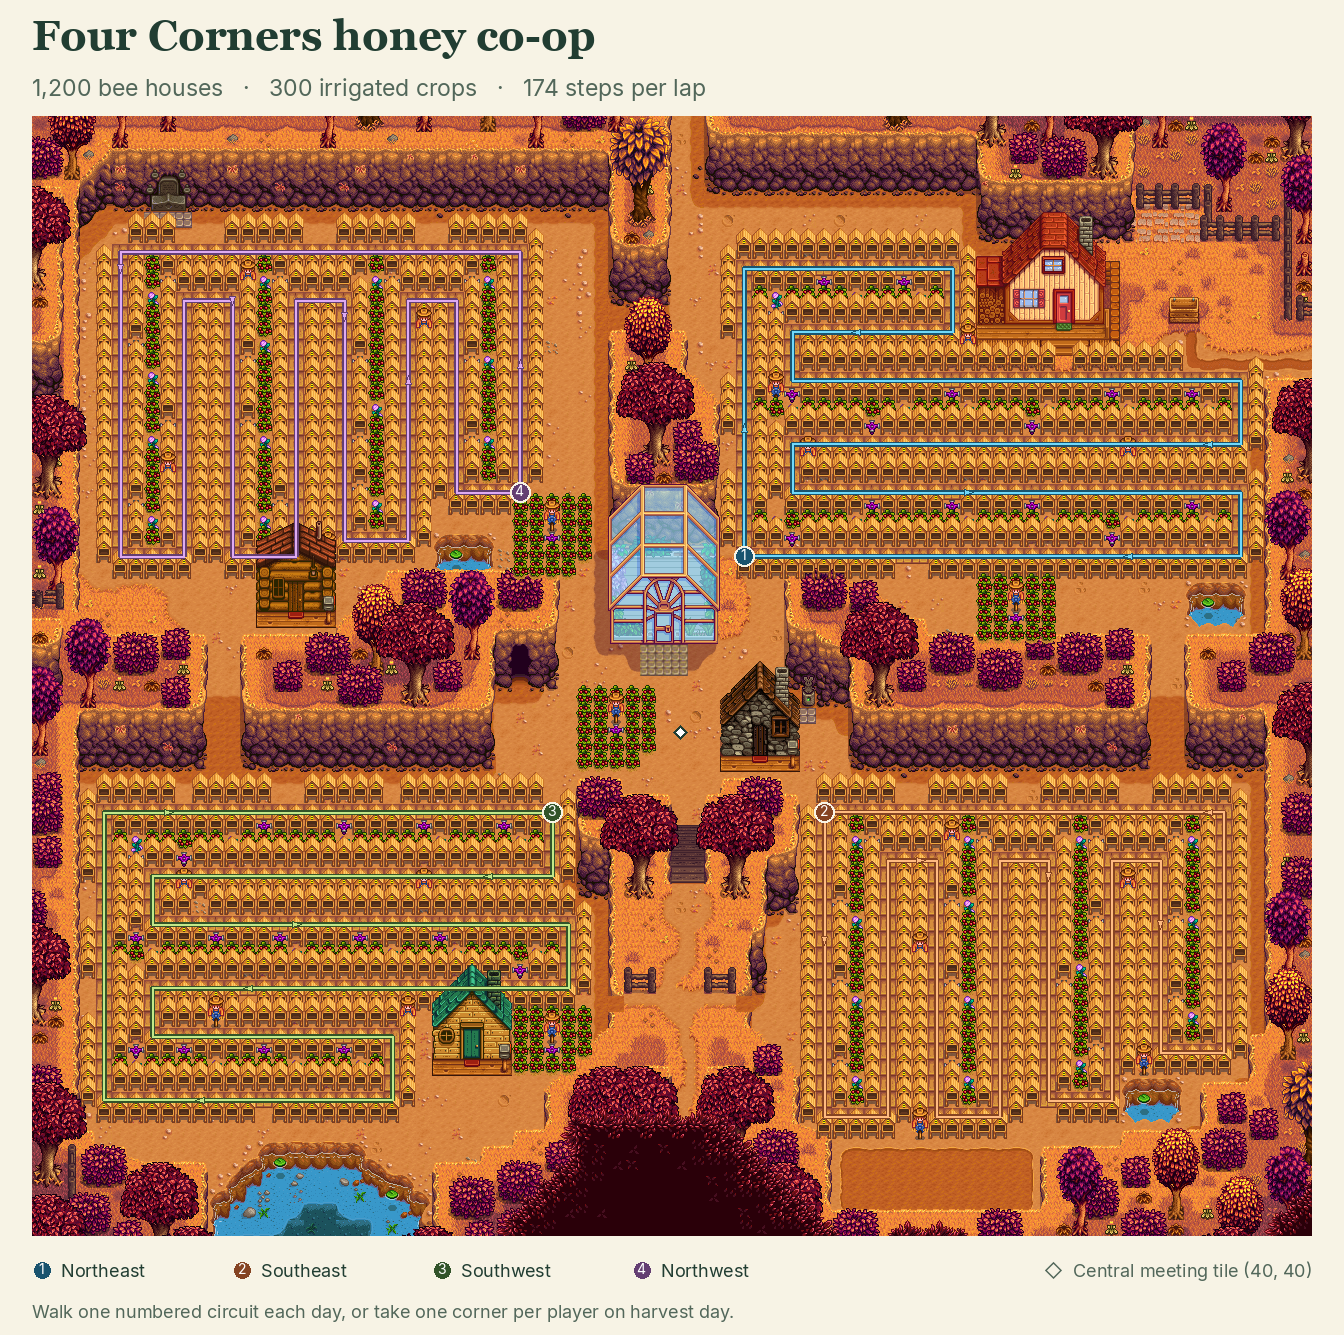 Four Corners honey co-op
1,200 bee houses · 300 irrigated crops · 174 steps per lap
4
1
3
2
1 Northeast 2 Southeast 3 Southwest 4 Northwest Central meeting tile (40, 40)
Walk one numbered circuit each day, or take one corner per player on harvest day.